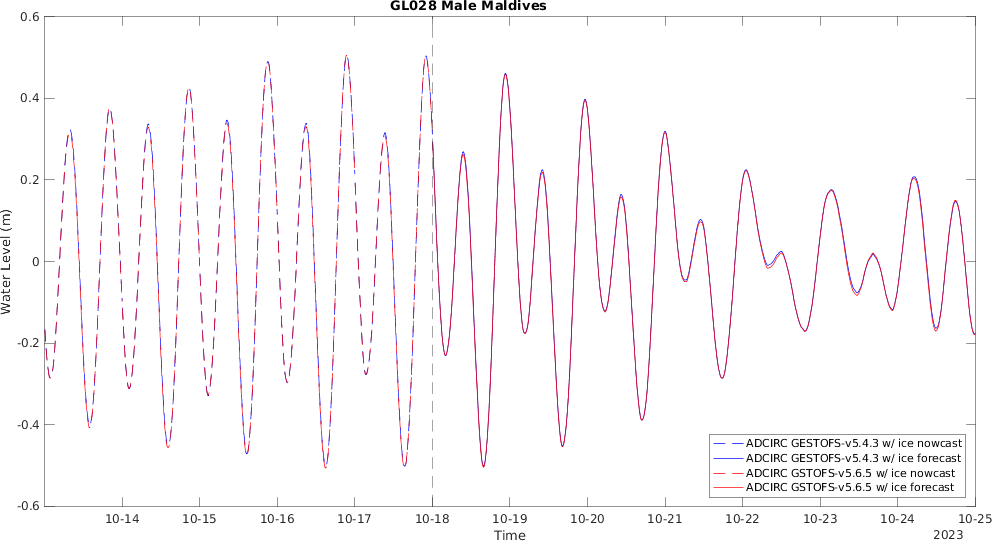 GL028 Male Maldives
0.6
0.4
0.2
0
-0.2
-0.4
-0.6
Water Level (m)
ADCIRC GESTOFS-v5.4.3 w/ ice nowcast
ADCIRC GESTOFS-v5.4.3 w/ ice forecast
ADCIRC GSTOFS-v5.6.5 w/ ice nowcast
ADCIRC GSTOFS-v5.6.5 w/ ice forecast
10-14 10-15 10-16 10-17 10-18 10-19 10-20 10-21 10-22 10-23 10-24 10-25
Time
2023